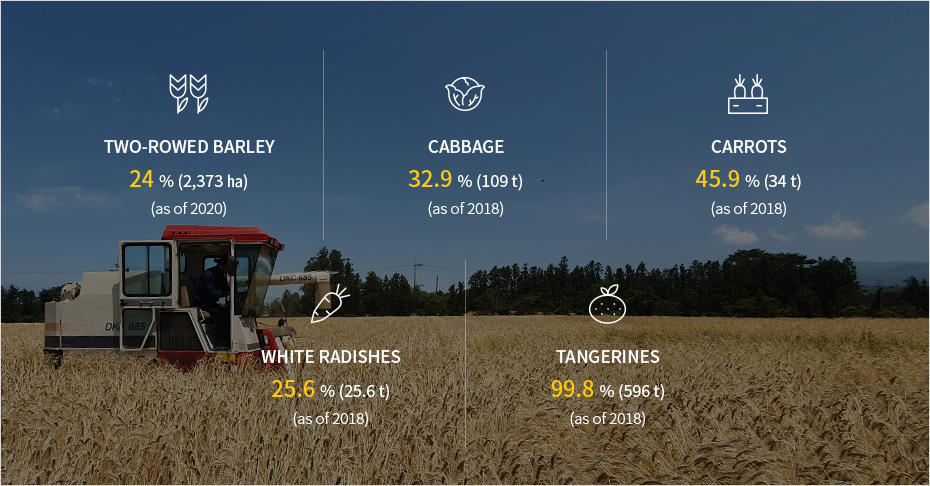 TWO-ROWED BARLEY
24 % (2,373 ha)
(as of 2020)
CABBAGE
32.9 % (109 t)
(as of 2018)
CARROTS
45.9 % (34 t)
(as of 2018)
DKC 685
DKC 685
WHITE RADISHES
25.6 % (25.6 t)
(as of 2018)
TANGERINES
99.8 % (596 t)
(as of 2018)